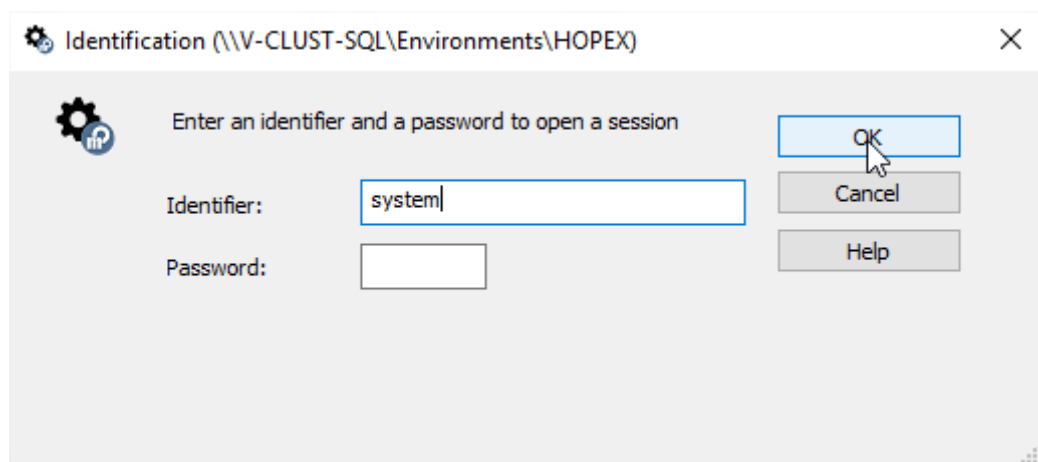 Identification (\\V-CLUST-SQL\Environments\HOPEX)
Enter an identifier and a password to open a session
OK
Identifier: system
Cancel
Password:
Help